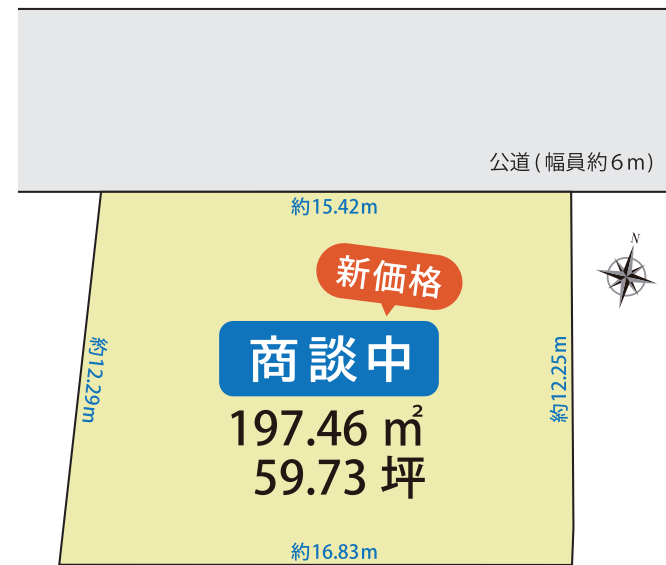 公道(幅員約6m)
約15.42m
N
新価格
商談中
約12.29m
約12.25m
197.46 ㎡
59.73 坪
約16.83m